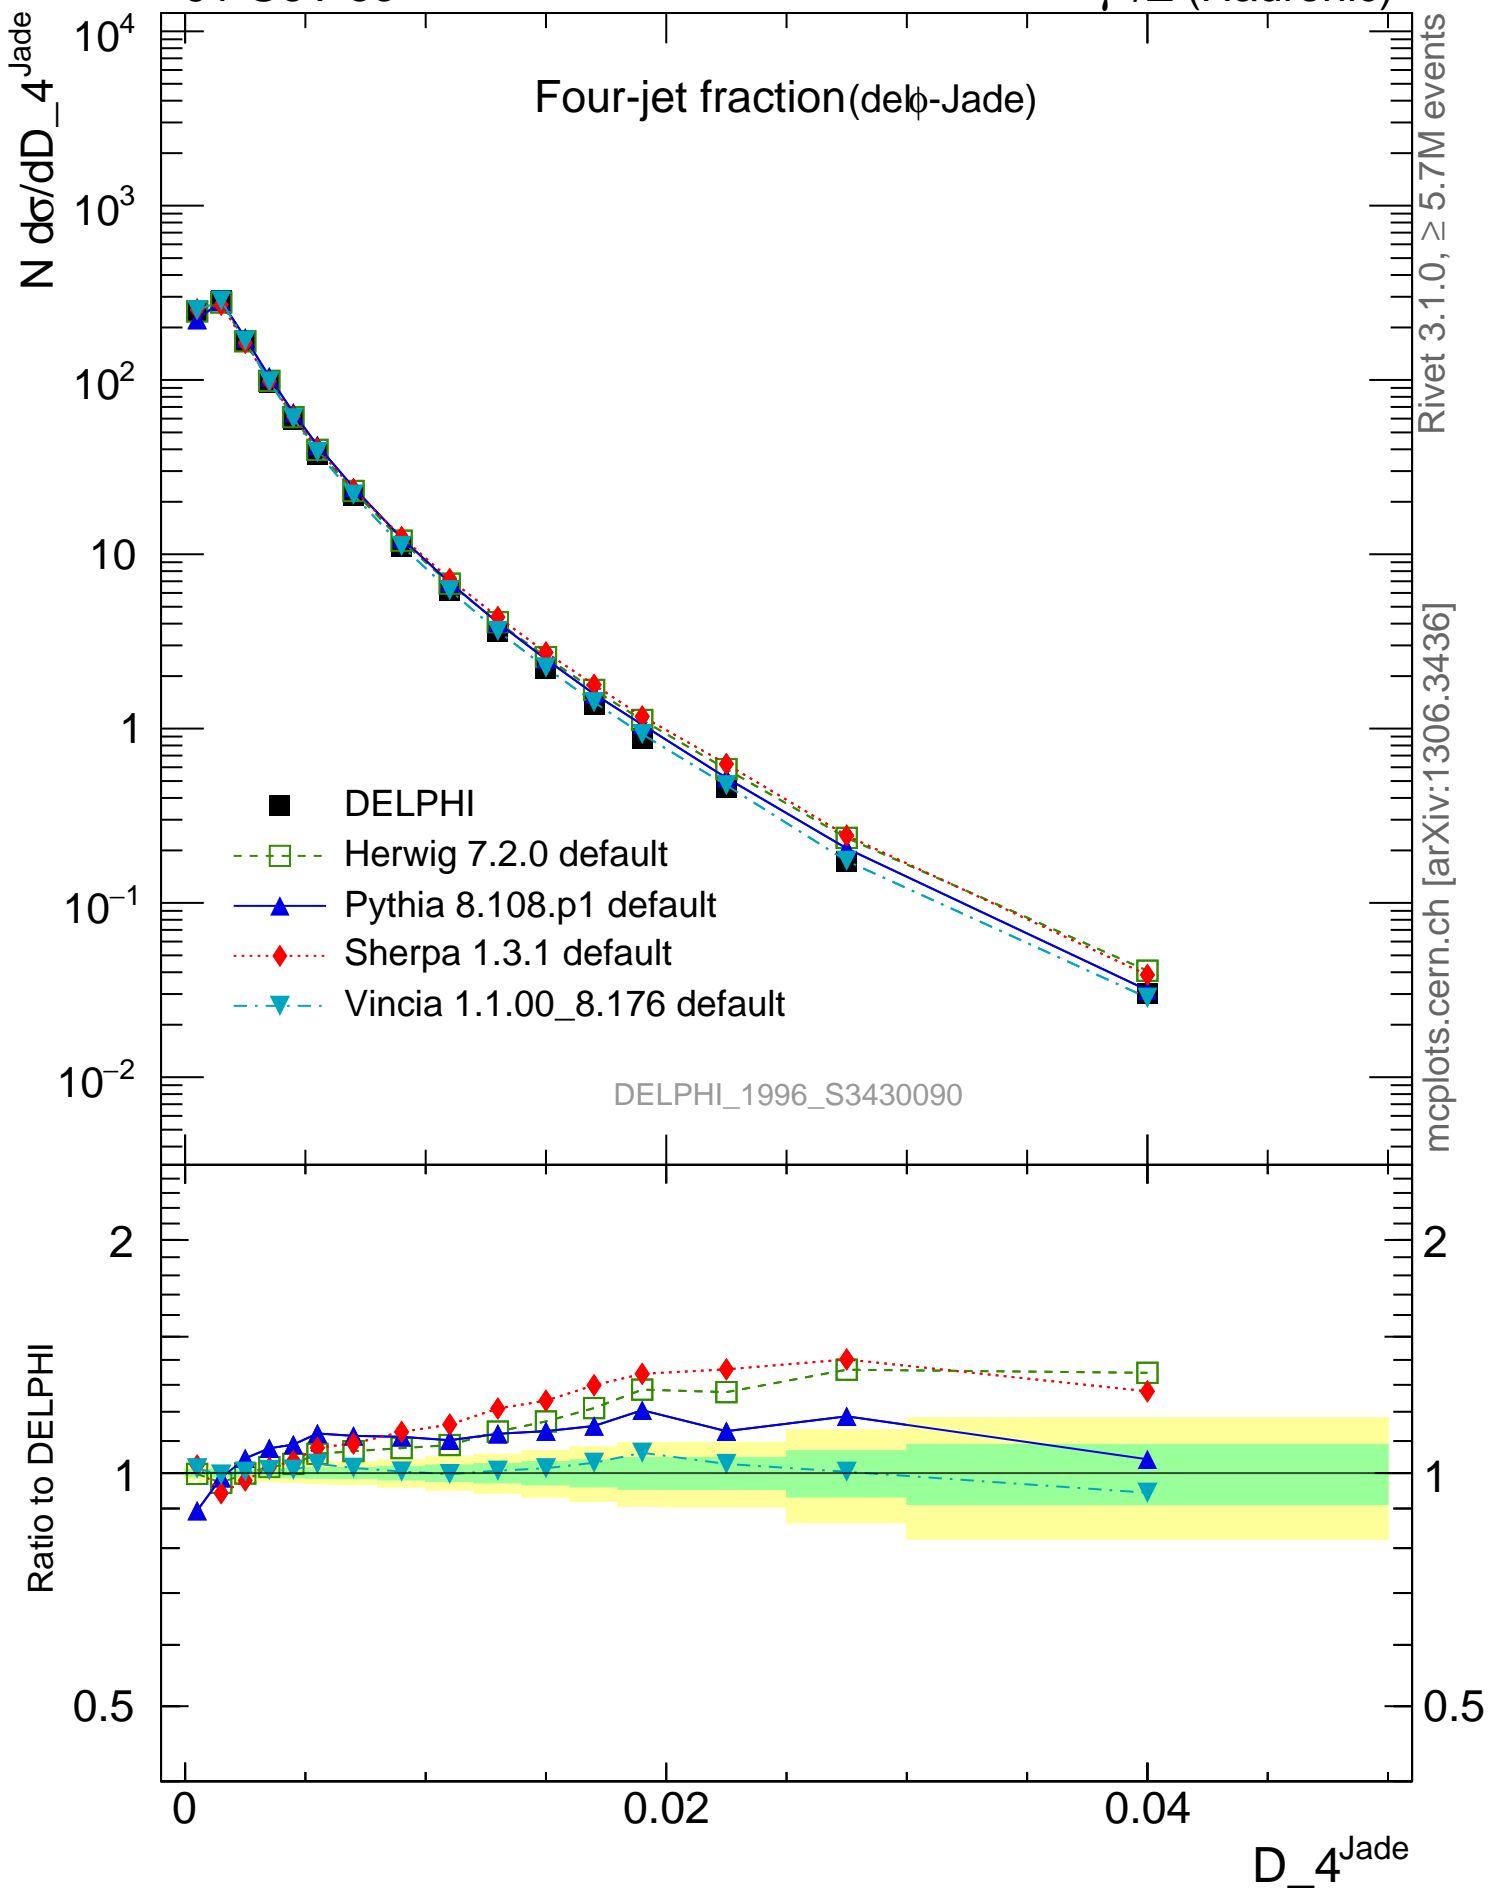 Four-jet fraction(delϕ-Jade)
N dσ/dD_4^Jade
10^4
10^3
10^2
10
1
10^−1
10^−2
DELPHI
Herwig 7.2.0 default
Pythia 8.108.p1 default
Sherpa 1.3.1 default
Vincia 1.1.00_8.176 default
DELPHI_1996_S3430090
Rivet 3.1.0, ≥ 5.7M events
mcplots.cern.ch [arXiv:1306.3436]
Ratio to DELPHI
2
1
0.5
2
1
0.5
0
0.02
0.04
D_4^Jade